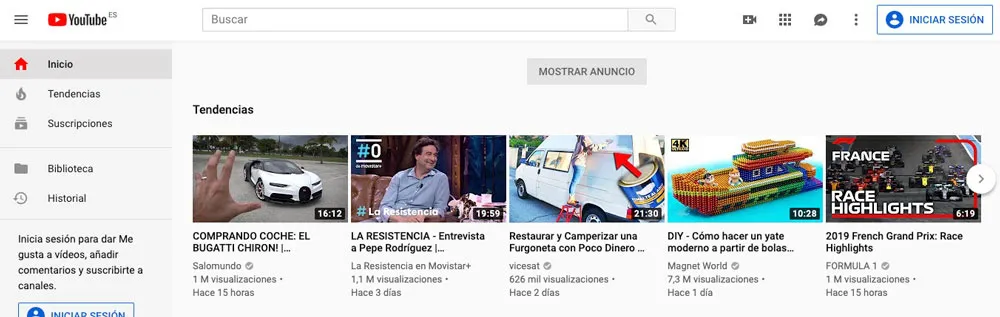 YouTube ES
Buscar
INICIAR SESIÓN
Inicio
Tendencias
Suscripciones
Biblioteca
Historial
Inicia sesión para dar Me
gusta a vídeos, añadir
comentarios y suscribirte a
canales.
INICIAR SESIÓN
MOSTRAR ANUNCIO
Tendencias
16:12
COMPRANDO COCHE: EL
BUGATTI CHIRON! |...
Salomundo
1 M visualizaciones •
Hace 15 horas
#0
DE MOVISTAR+
# La Resistencia
19:59
LA RESISTENCIA - Entrevista
a Pepe Rodríguez |...
La Resistencia en Movistar+
1,1 M visualizaciones •
Hace 3 días
21:30
Restaurar y Camperizar una
Furgoneta con Poco Dinero ...
vicesat
626 mil visualizaciones •
Hace 2 días
4K
10:28
DIY - Cómo hacer un yate
moderno a partir de bolas...
Magnet World
7,3 M visualizaciones •
Hace 1 día
FRANCE
RACE
HIGHLIGHTS
6:19
2019 French Grand Prix: Race
Highlights
FORMULA 1
1 M visualizaciones •
Hace 15 horas